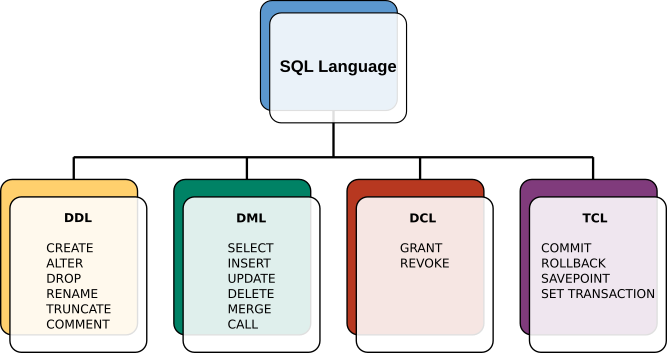 SQL Language
DDL
CREATE
ALTER
DROP
RENAME
TRUNCATE
COMMENT
DML
SELECT
INSERT
UPDATE
DELETE
MERGE
CALL
DCL
GRANT
REVOKE
TCL
COMMIT
ROLLBACK
SAVEPOINT
SET TRANSACTION